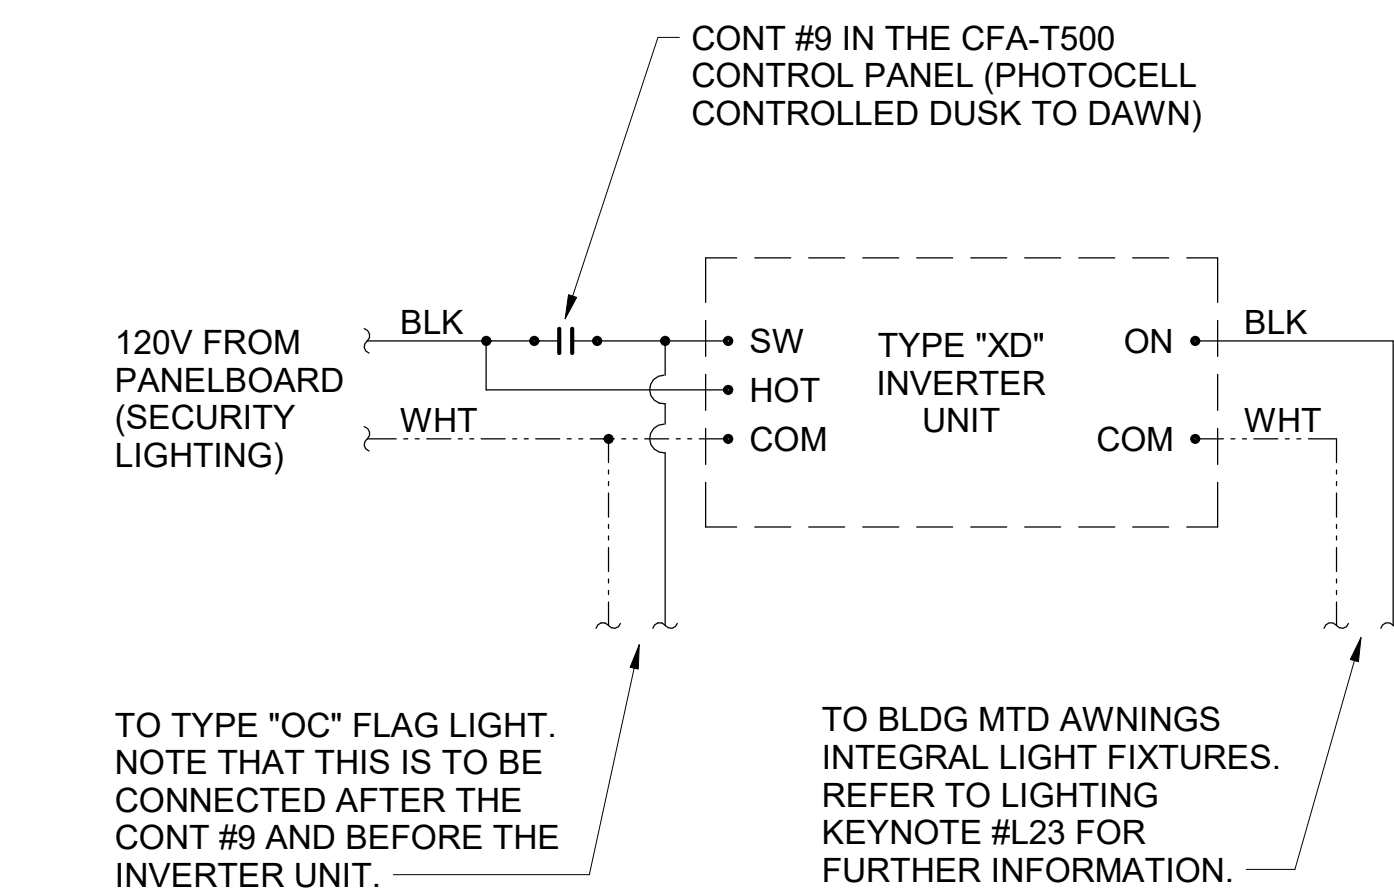 CONT #9 IN THE CFA-T500
CONTROL PANEL (PHOTOCELL
CONTROLLED DUSK TO DAWN)
120V FROM
PANELBOARD
(SECURITY
LIGHTING)
BLK
WHT
SW
HOT
COM
TYPE "XD"
INVERTER
UNIT
ON
COM
BLK
WHT
TO TYPE "OC" FLAG LIGHT.
NOTE THAT THIS IS TO BE
CONNECTED AFTER THE
CONT #9 AND BEFORE THE
INVERTER UNIT.
TO BLDG MTD AWNINGS
INTEGRAL LIGHT FIXTURES.
REFER TO LIGHTING
KEYNOTE #L23 FOR
FURTHER INFORMATION.